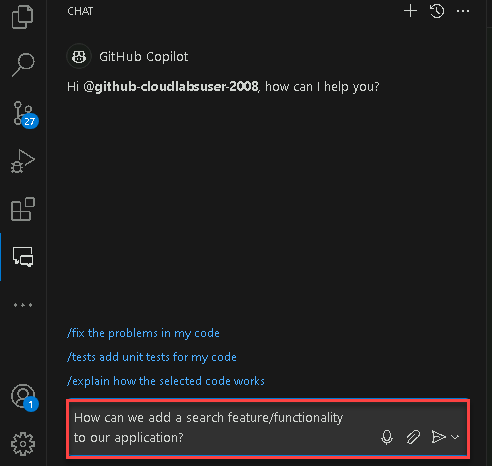 CHAT
GitHub Copilot
Hi @github-cloudlabsuser-2008, how can I help you?
27
/fix the problems in my code
/tests add unit tests for my code
/explain how the selected code works
1
How can we add a search feature/functionality
to our application?